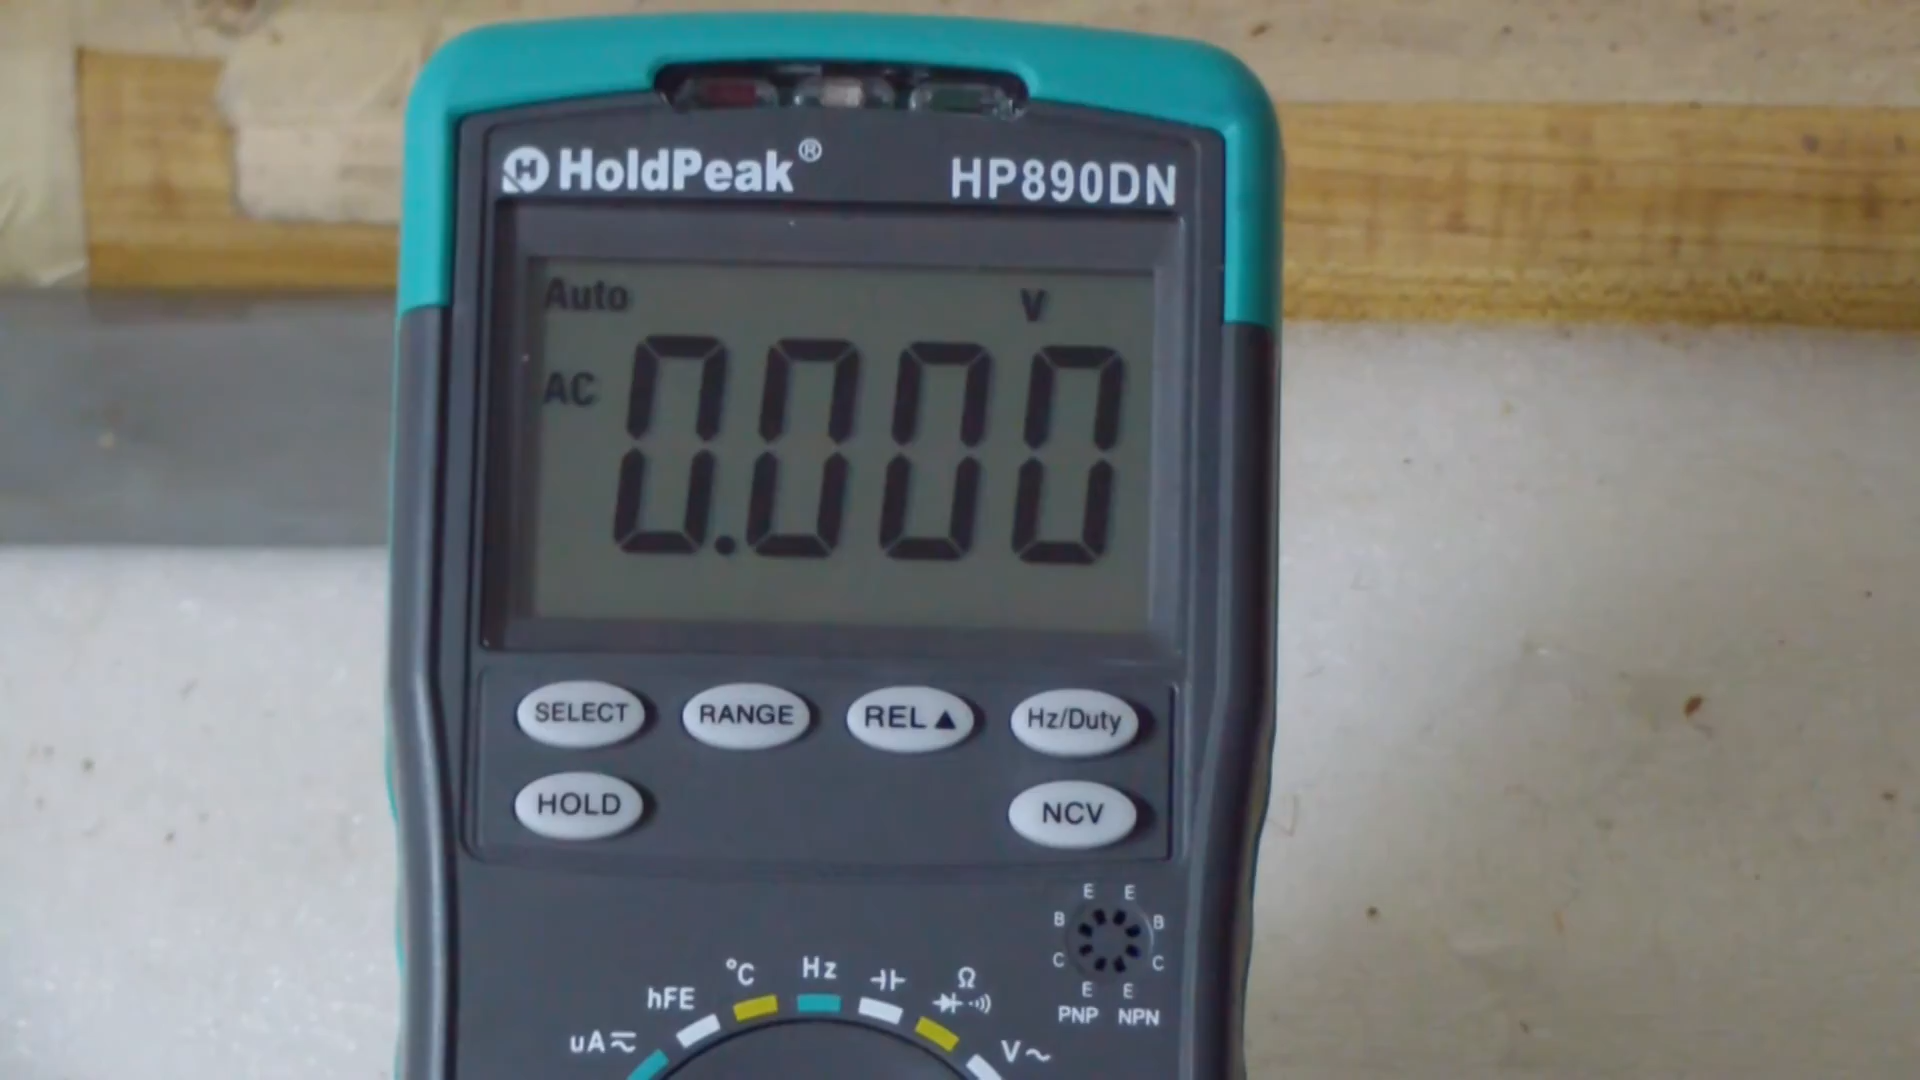 HoldPeak®
HP890DN
Auto
V
AC
0.000
SELECT
RANGE
REL▲
Hz/Duty
HOLD
NCV
E E
B B
C C
E E
PNP NPN
uA
hFE
°C
Hz
Ω
V~